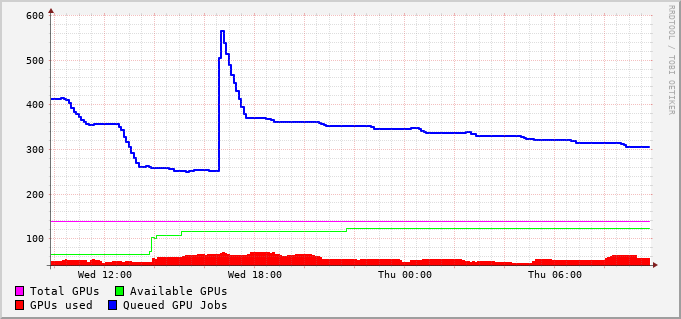 600
500
400
300
200
100
Wed 12:00 Wed 18:00 Thu 00:00 Thu 06:00
Total GPUs Available GPUs
GPUs used Queued GPU Jobs
RRDTOOL / TOBI OETIKER